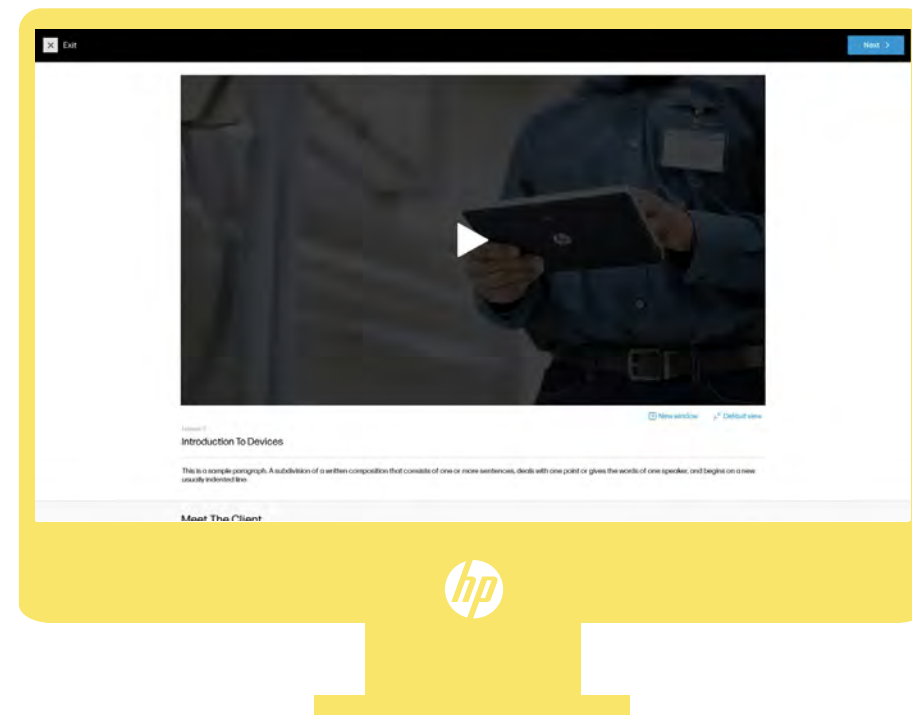 Exit
Next
hp
New window
Default view
Introduction To Devices
This is a sample paragraph. A subdivision of a written composition that consists of one or more sentences, deals with one point or gives the words of one speaker, and begins on a new
usually indented line.
Meet The Client
hp